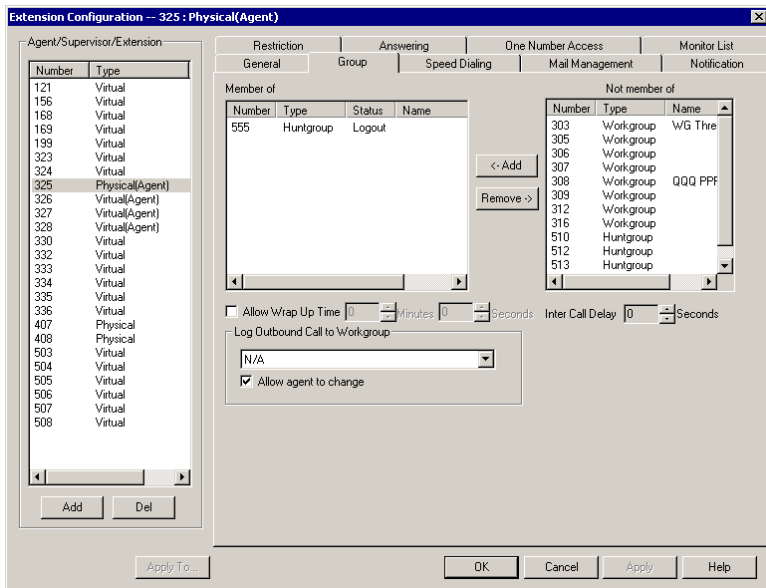 Extension Configuration -- 325 : Physical(Agent)
Agent/Supervisor/Extension
Number Type
121 Virtual
156 Virtual
168 Virtual
169 Virtual
199 Virtual
323 Virtual
324 Virtual
325 Physical(Agent)
326 Virtual(Agent)
327 Virtual(Agent)
328 Virtual(Agent)
330 Virtual
332 Virtual
333 Virtual
334 Virtual
335 Virtual
336 Virtual
407 Physical
408 Physical
503 Virtual
504 Virtual
505 Virtual
506 Virtual
507 Virtual
508 Virtual
Add Del
Restriction Answering One Number Access Monitor List
General Group Speed Dialing Mail Management Notification
Member of
Number Type Status Name
555 Huntgroup Logout
<- Add
Remove ->
Not member of
Number Type Name
303 Workgroup WG Thre
305 Workgroup
306 Workgroup
307 Workgroup
308 Workgroup QQQ PPF
309 Workgroup
312 Workgroup
316 Workgroup
510 Huntgroup
512 Huntgroup
513 Huntgroup
Allow Wrap Up Time 0 Minutes 0 Seconds Inter Call Delay 0 Seconds
Log Outbound Call to Workgroup
N/A
Allow agent to change
Apply To... OK Cancel Apply Help